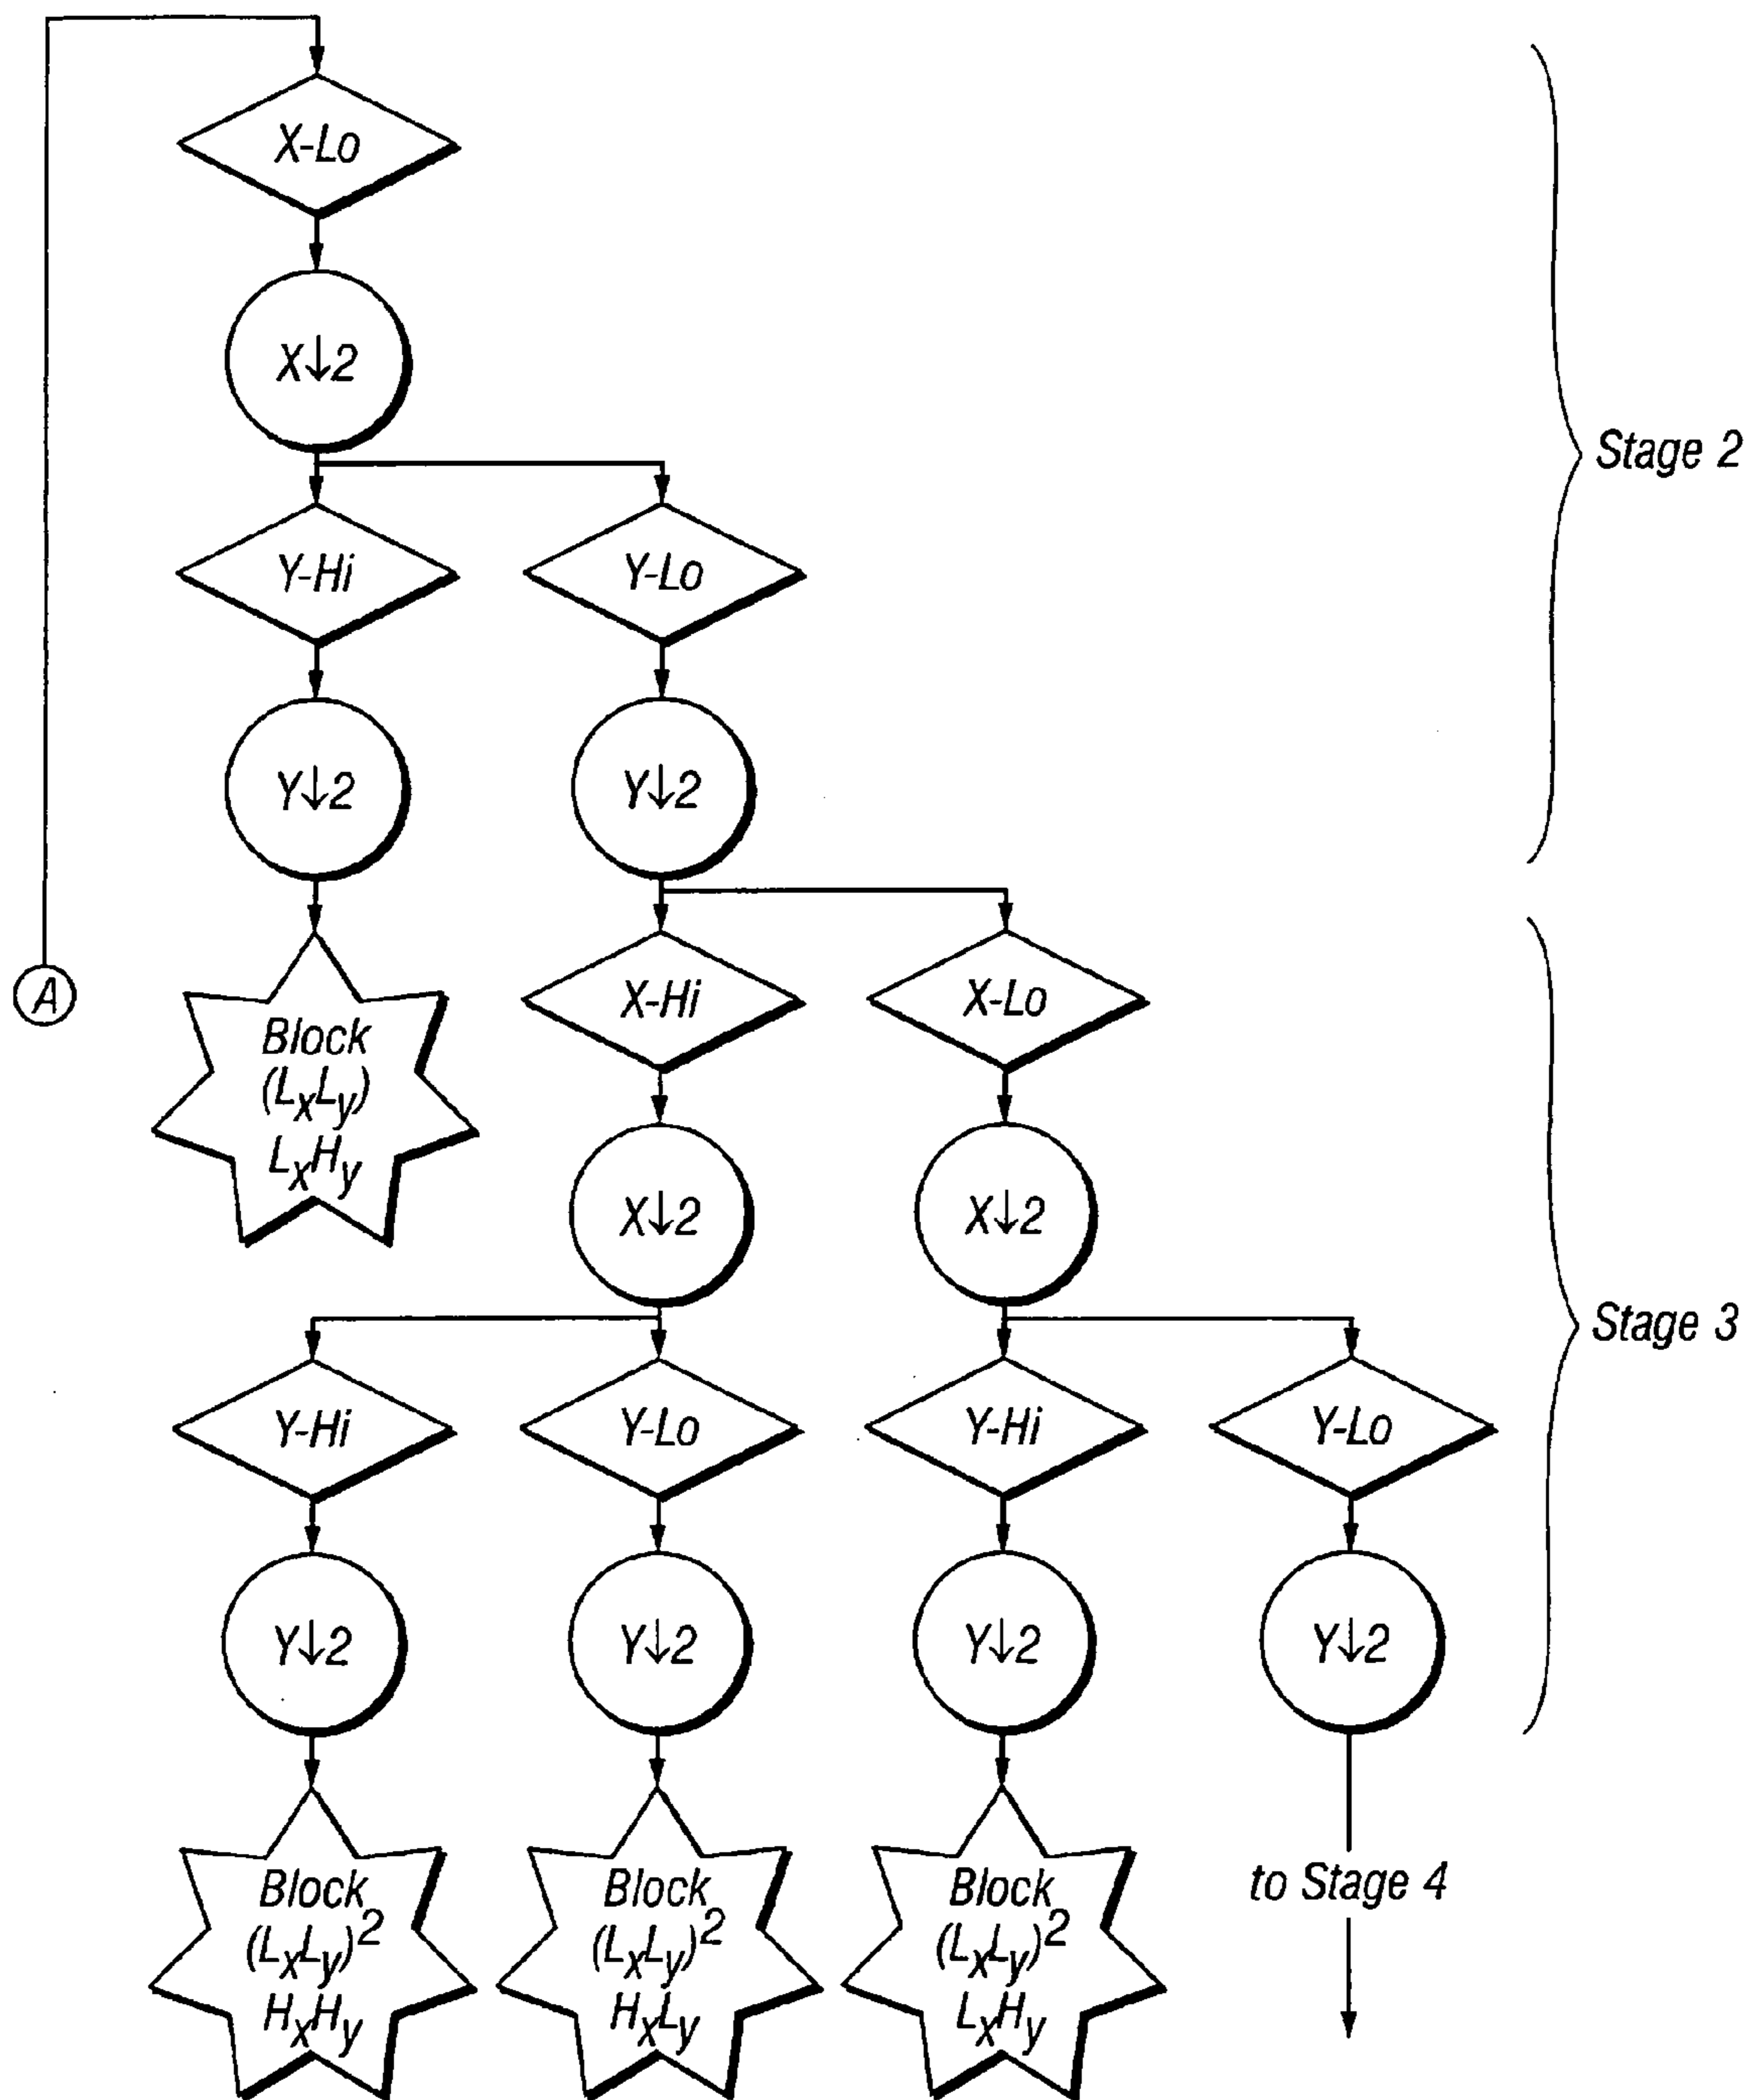 X-Lo
X↓2
Stage 2
Y-Hi
Y-Lo
Y↓2
Y↓2
A
X-Hi
X-Lo
Block
(LxLy)
LxHy
X↓2
X↓2
Stage 3
Y-Hi
Y-Lo
Y-Hi
Y-Lo
Y↓2
Y↓2
Y↓2
Y↓2
Block
(LxLy)2
HxHy
Block
(LxLy)2
HxLy
Block
(LxLy)2
LxHy
to Stage 4